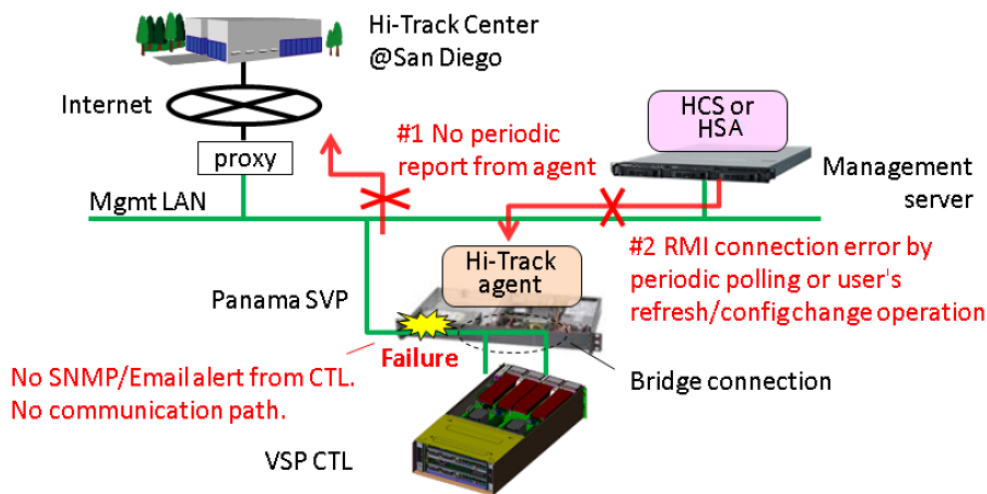 Hi-Track Center
@San Diego
Internet
proxy
Mgmt LAN
#1 No periodic
report from agent
HCS or
HSA
Management
server
#2 RMI connection error by
periodic polling or user's
refresh/config change operation
Hi-Track
agent
Panama SVP
Failure
No SNMP/Email alert from CTL.
No communication path.
Bridge connection
VSP CTL